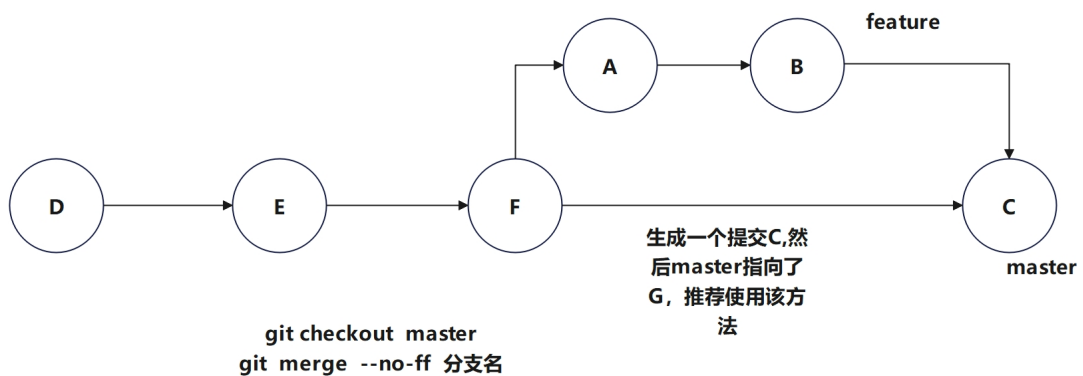 feature
A
B
D
E
F
C
生成一个提交C,然
后master指向了
G，推荐使用该方
法
master
git checkout master
git merge --no-ff 分支名